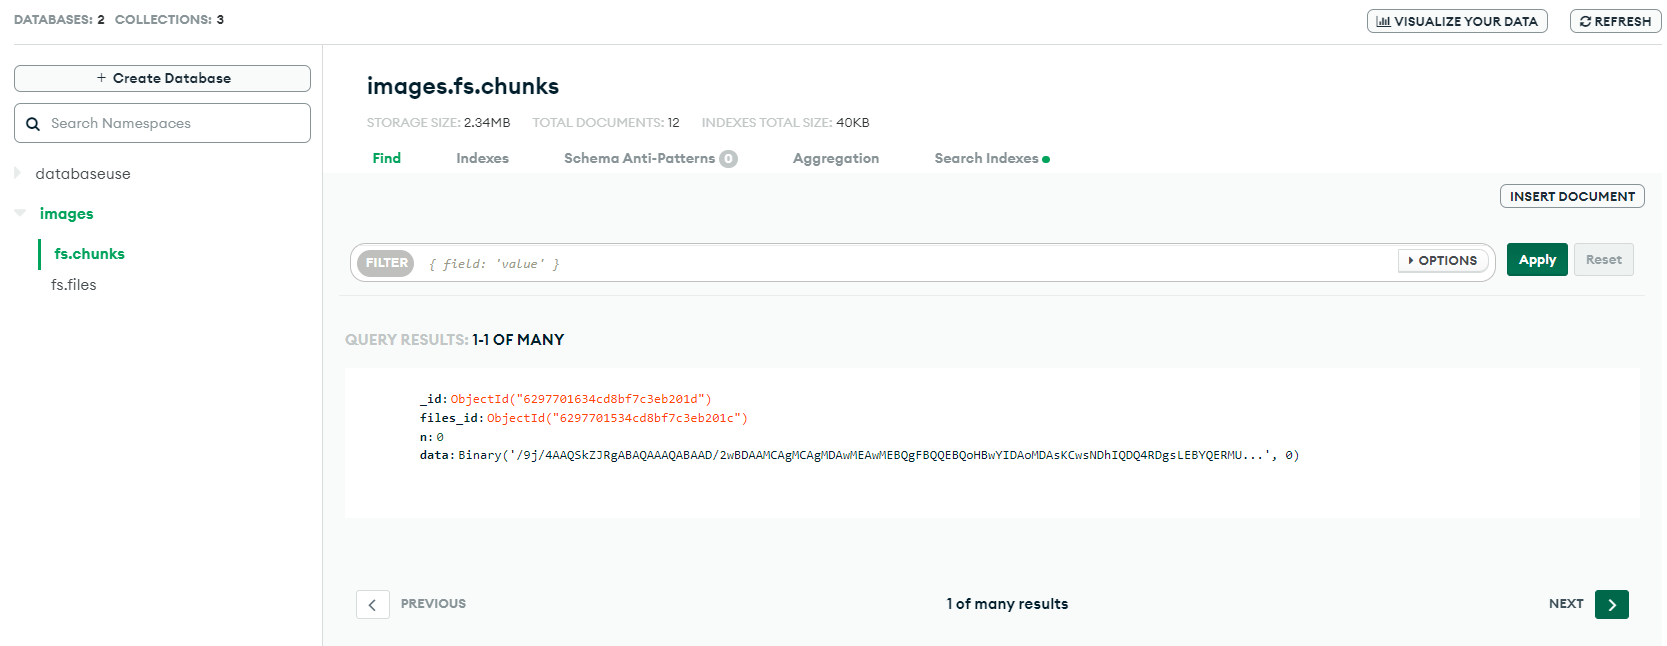 DATABASES: 2 COLLECTIONS: 3
VISUALIZE YOUR DATA
REFRESH
+ Create Database
Search Namespaces
databaseuse
images
fs.chunks
fs.files
images.fs.chunks
STORAGE SIZE: 2.34MB TOTAL DOCUMENTS: 12 INDEXES TOTAL SIZE: 40KB
Find Indexes Schema Anti-Patterns 0 Aggregation Search Indexes
INSERT DOCUMENT
FILTER { field: 'value' } OPTIONS Apply Reset
QUERY RESULTS: 1-1 OF MANY
_id: ObjectId("6297701634cd8bf7c3eb201d")
files_id: ObjectId("6297701534cd8bf7c3eb201c")
n: 0
data: Binary('/9j/4AAQSkZJRgABAQAAAQABAAD/2wBDAAMCAgMCAgMDAwMEAwMEBQgFBQQEBQoHBwYIDAoMDAsKCwsNDhIQDQ4RDgsLEBYQERMU...', 0)
PREVIOUS 1 of many results NEXT